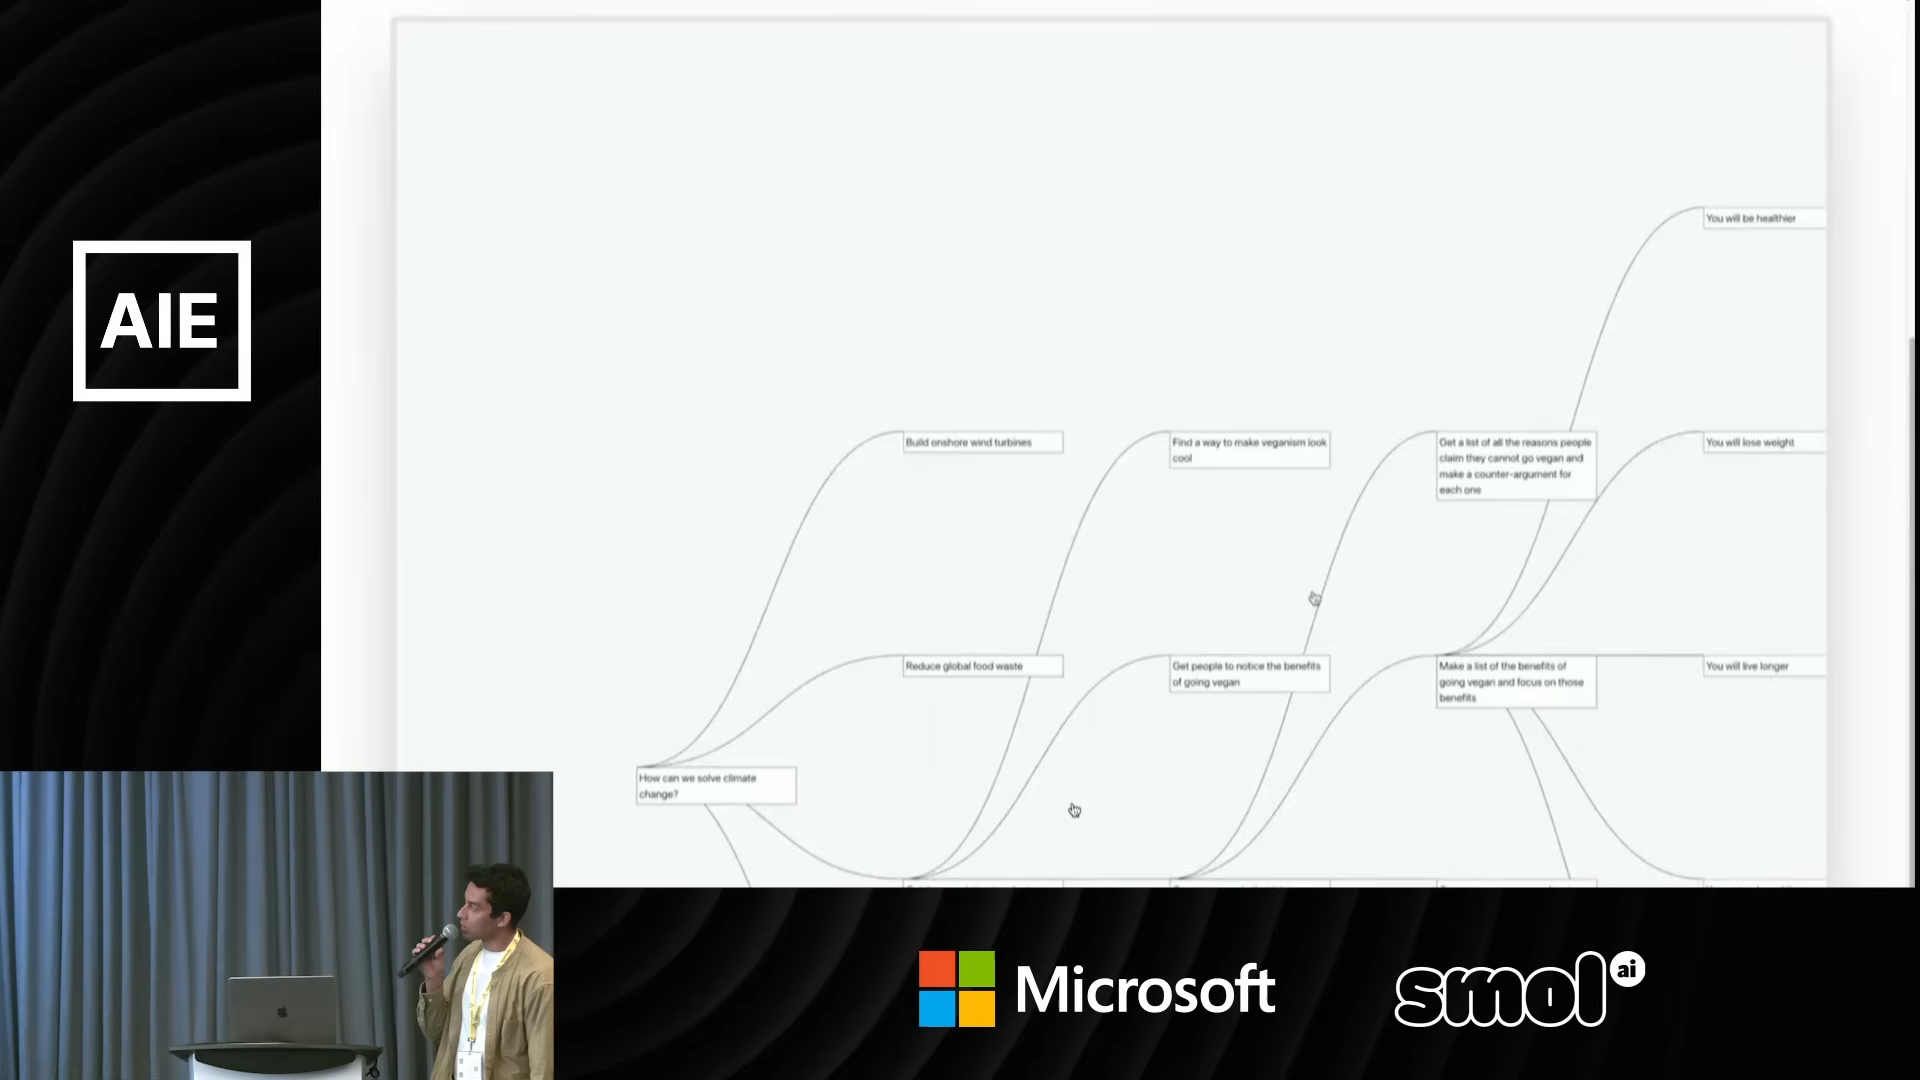 AIE
You will be healthier
Build onshore wind turbines
Find a way to make veganism look
cool
Get a list of all the reasons people
claim they cannot go vegan and
make a counter-argument for
each one
You will lose weight
Reduce global food waste
Get people to notice the benefits
of going vegan
Make a list of the benefits of
going vegan and focus on those
benefits
You will live longer
How can we solve climate
change?
Microsoft
smol ai